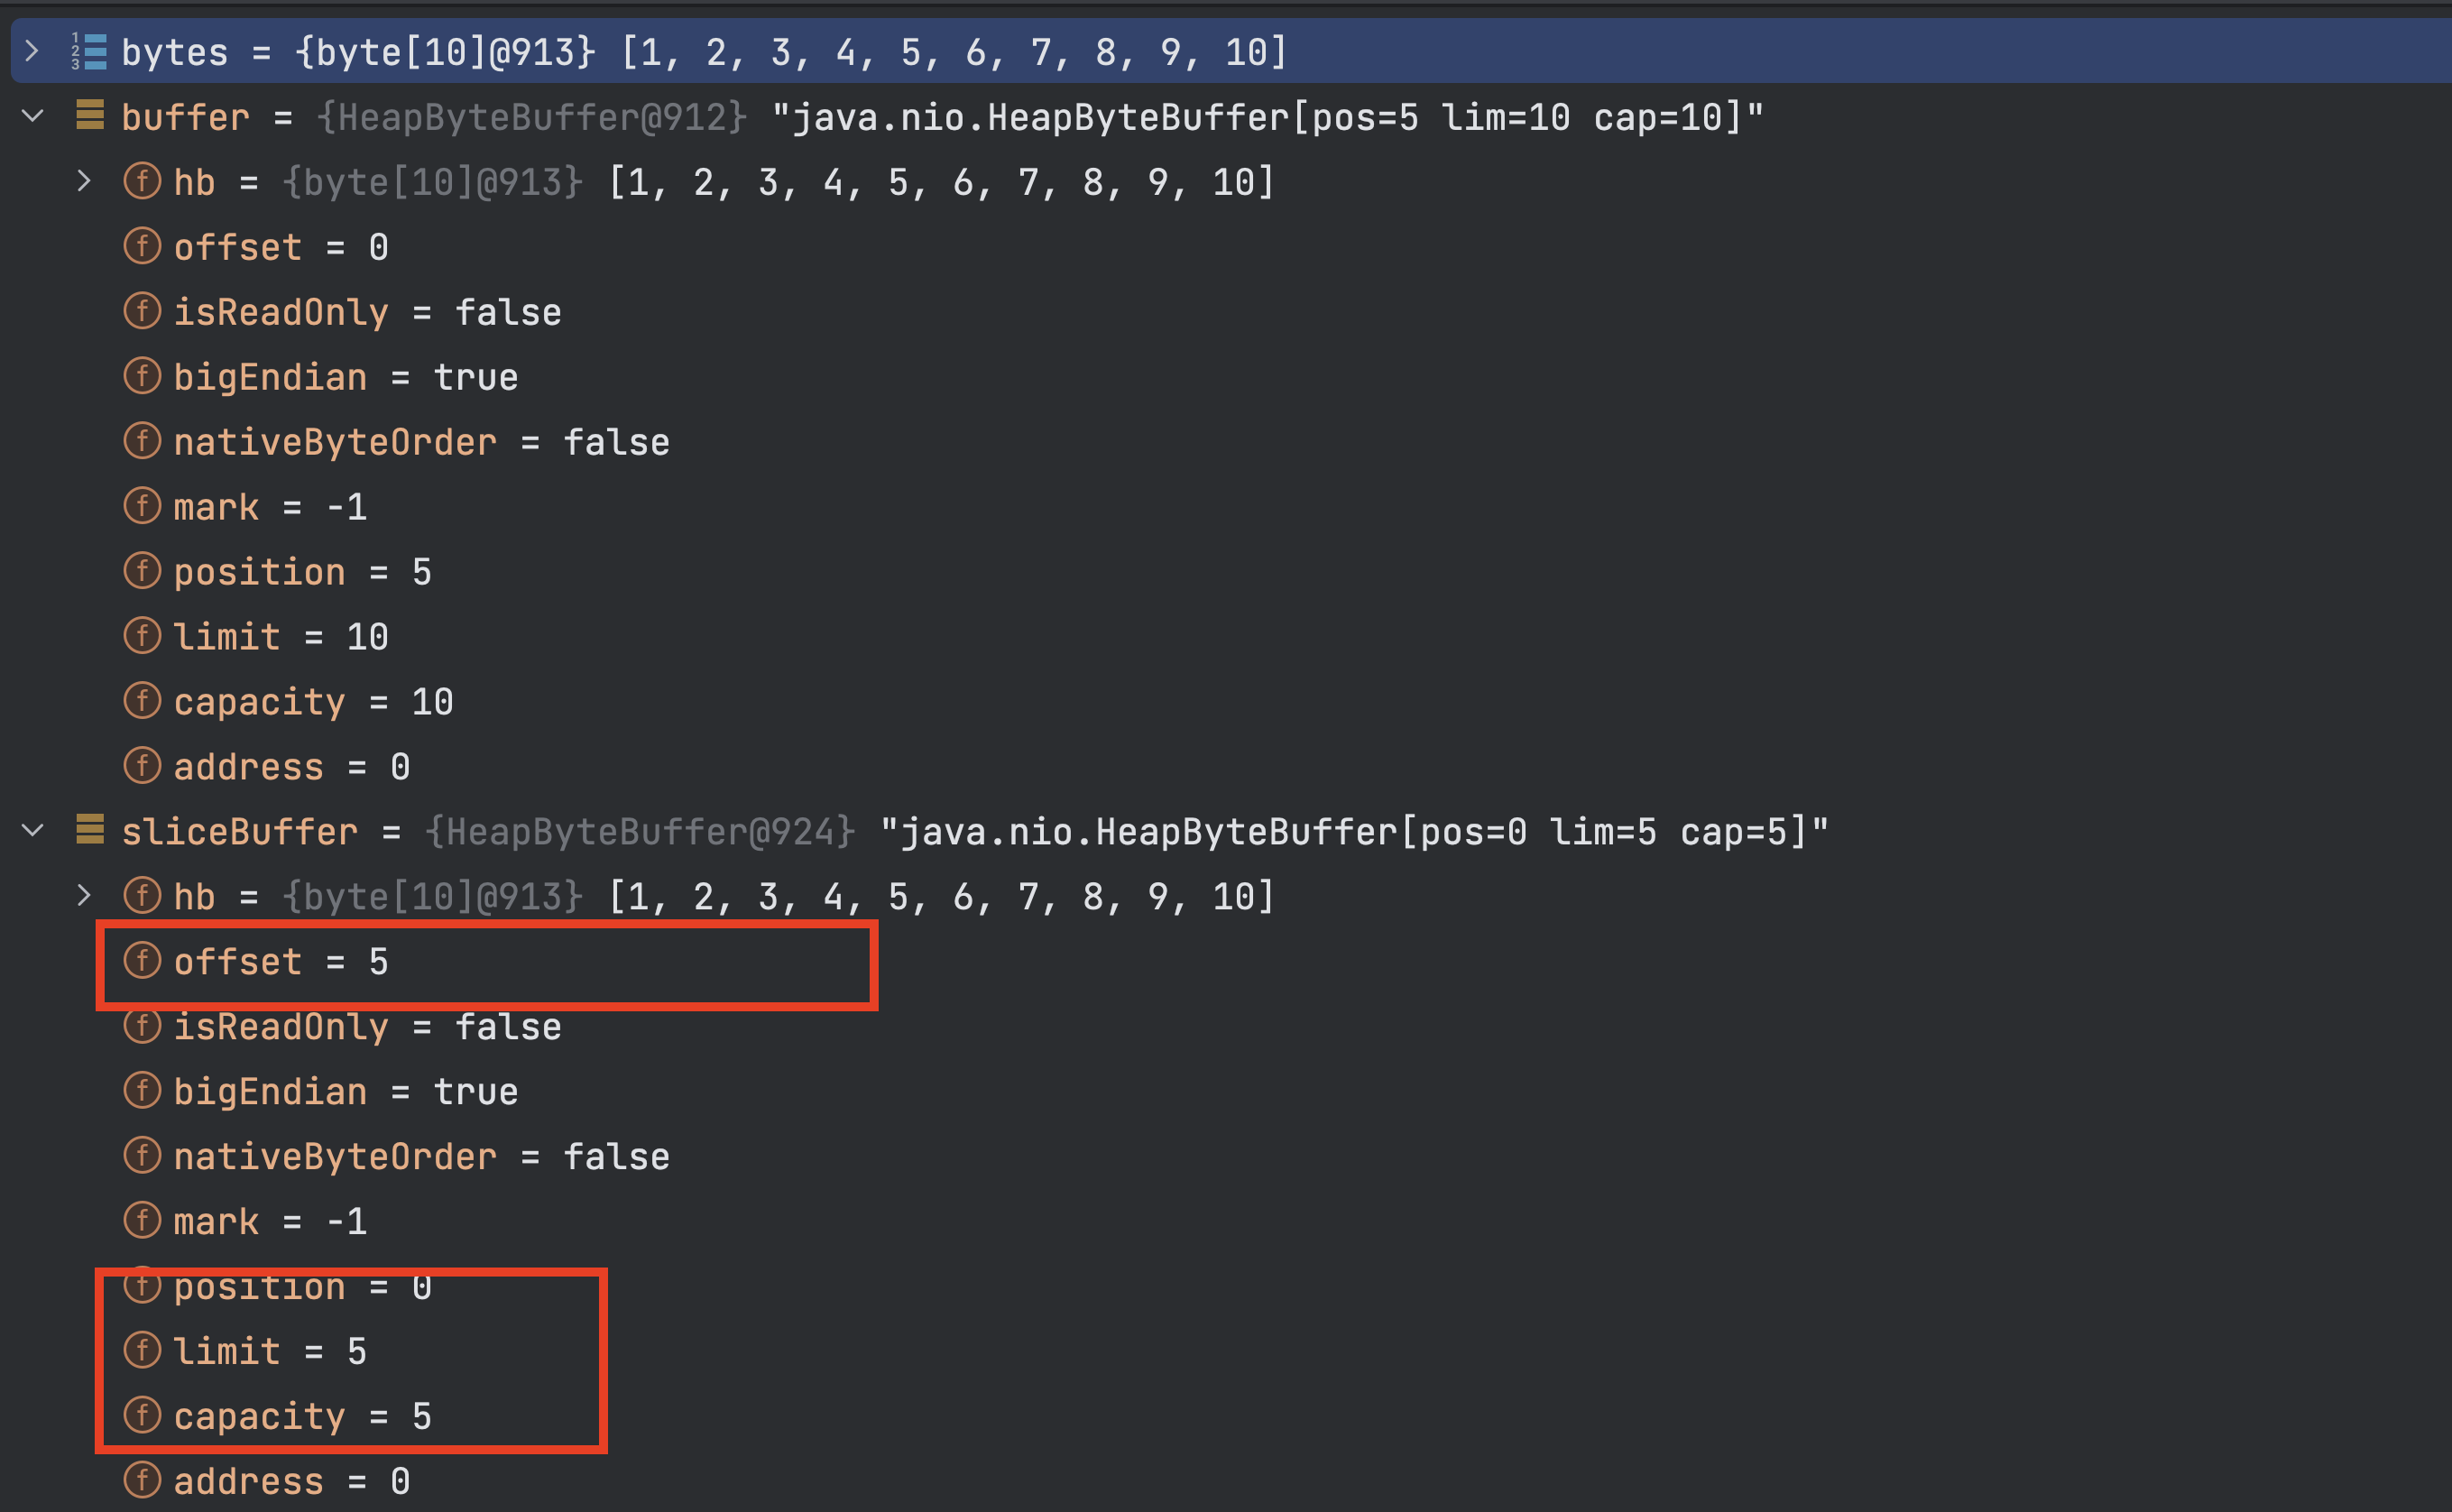 bytes = {byte[10]@913} [1, 2, 3, 4, 5, 6, 7, 8, 9, 10]
buffer = {HeapByteBuffer@912} "java.nio.HeapByteBuffer[pos=5 lim=10 cap=10]"
f hb = {byte[10]@913} [1, 2, 3, 4, 5, 6, 7, 8, 9, 10]
f offset = 0
f isReadOnly = false
f bigEndian = true
f nativeByteOrder = false
f mark = -1
f position = 5
f limit = 10
f capacity = 10
f address = 0
sliceBuffer = {HeapByteBuffer@924} "java.nio.HeapByteBuffer[pos=0 lim=5 cap=5]"
f hb = {byte[10]@913} [1, 2, 3, 4, 5, 6, 7, 8, 9, 10]
f offset = 5
f isReadOnly = false
f bigEndian = true
f nativeByteOrder = false
f mark = -1
f position = 0
f limit = 5
f capacity = 5
f address = 0